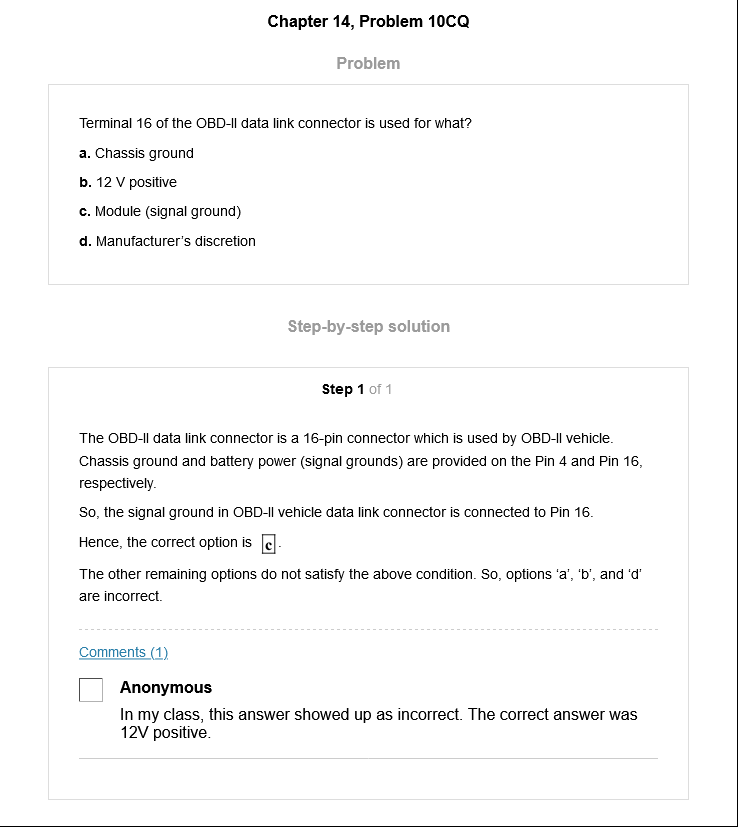 Chapter 14, Problem 10CQ
Problem
Terminal 16 of the OBD-II data link connector is used for what?
a. Chassis ground
b. 12 V positive
c. Module (signal ground)
d. Manufacturer’s discretion
Step-by-step solution
Step 1 of 1
The OBD-II data link connector is a 16-pin connector which is used by OBD-II vehicle.
Chassis ground and battery power (signal grounds) are provided on the Pin 4 and Pin 16,
respectively.
So, the signal ground in OBD-II vehicle data link connector is connected to Pin 16.
Hence, the correct option is c.
The other remaining options do not satisfy the above condition. So, options ‘a’, ‘b’, and ‘d’
are incorrect.
Comments (1)
Anonymous
In my class, this answer showed up as incorrect. The correct answer was
12V positive.